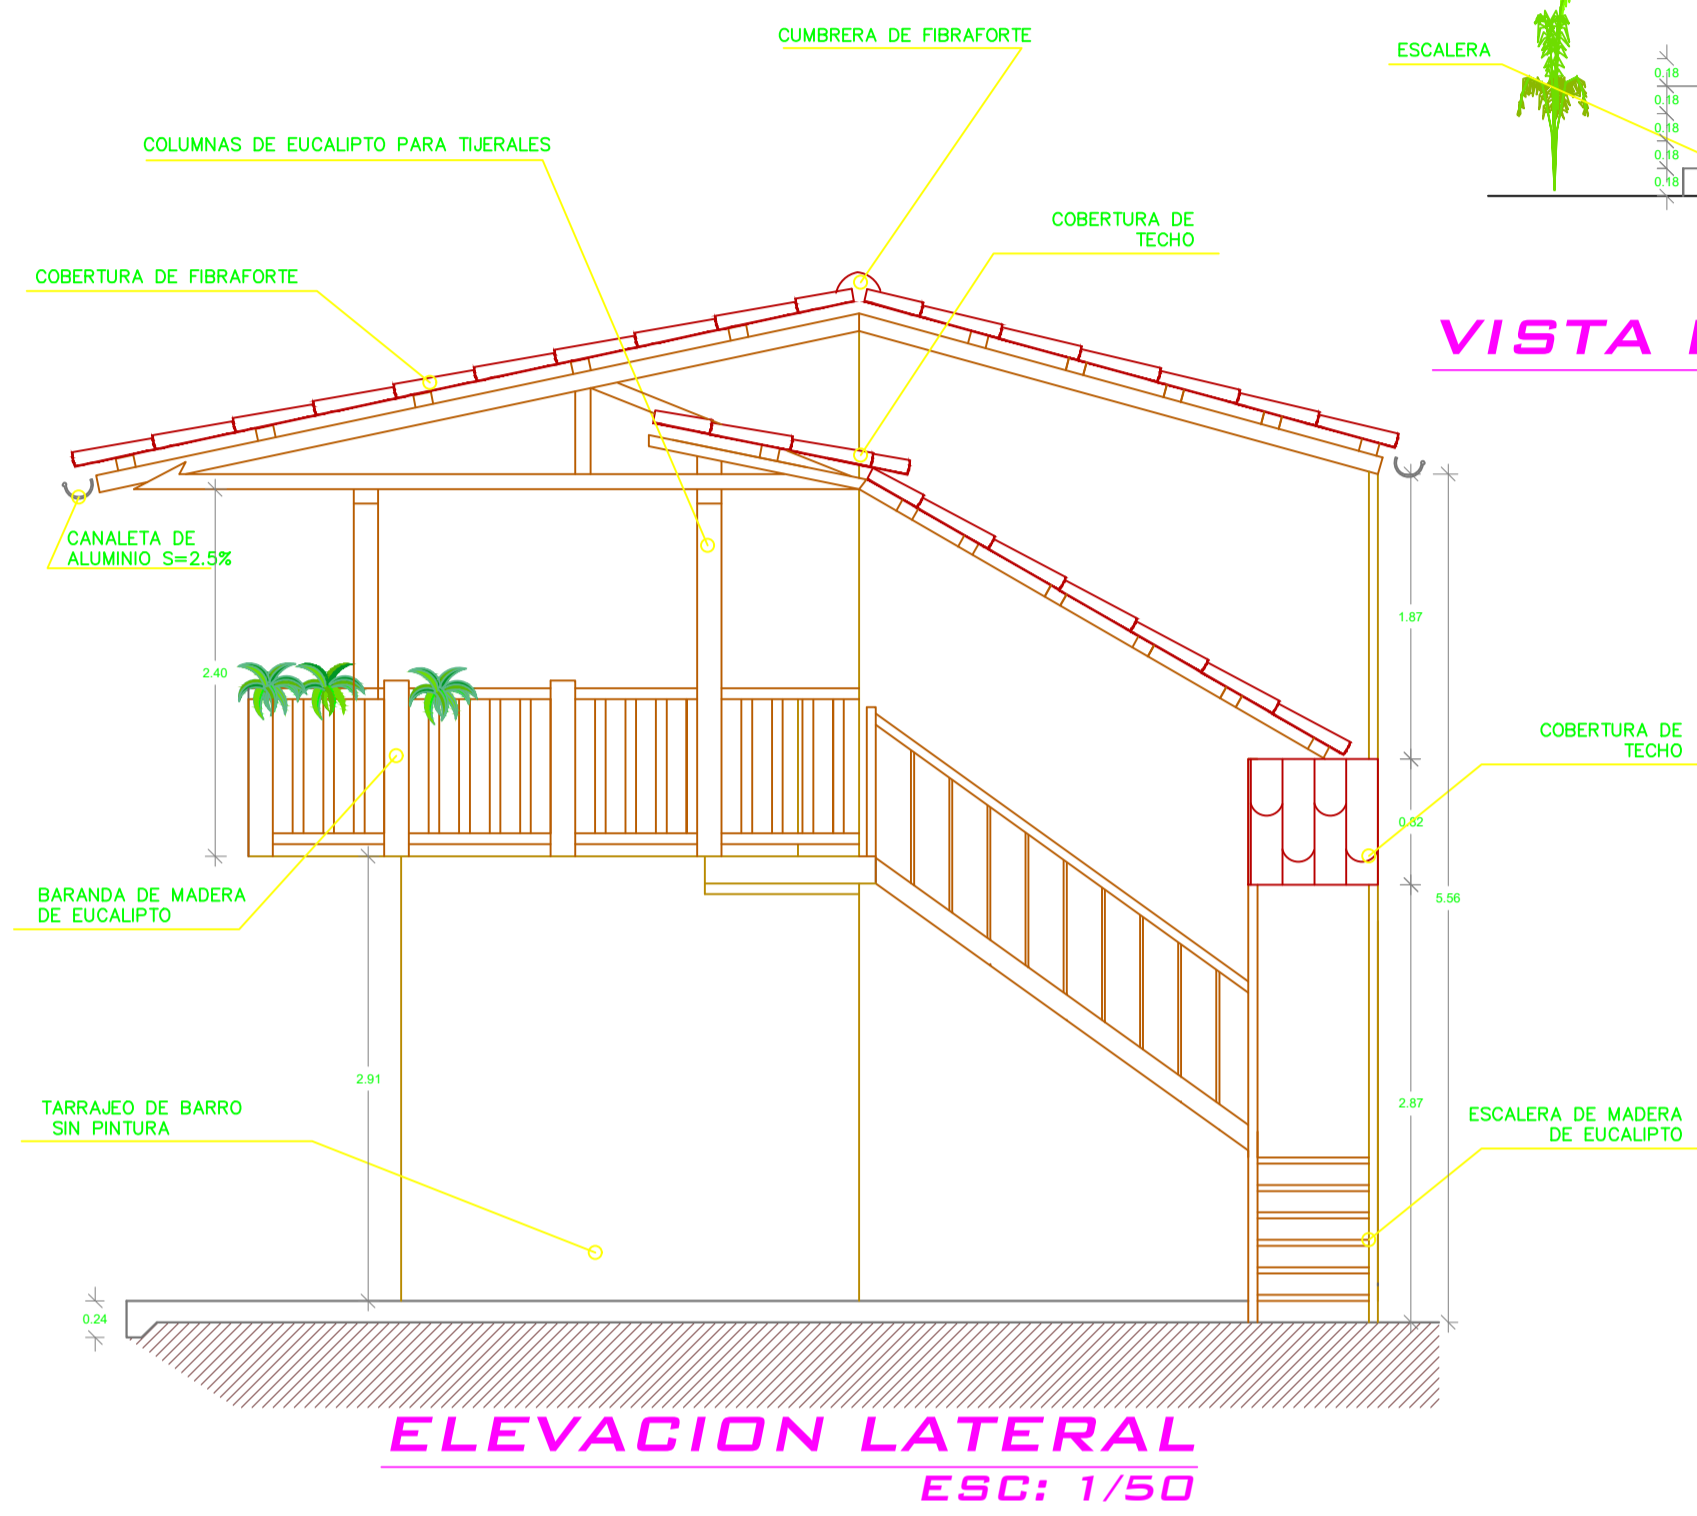 CUMBRERA DE FIBRAFORTE
ESCALERA
0.18
0.18
0.18
0.18
0.18
COLUMNAS DE EUCALIPTO PARA TIJERALES
COBERTURA DE
TECHO
COBERTURA DE FIBRAFORTE
VISTA
CANALETA DE
ALUMINIO S=2.5%
1.87
2.40
COBERTURA DE
TECHO
0.82
BARANDA DE MADERA
DE EUCALIPTO
5.56
2.91
2.87
TARRAJEO DE BARRO
SIN PINTURA
ESCALERA DE MADERA
DE EUCALIPTO
0.24
ELEVACION LATERAL
ESC: 1/50